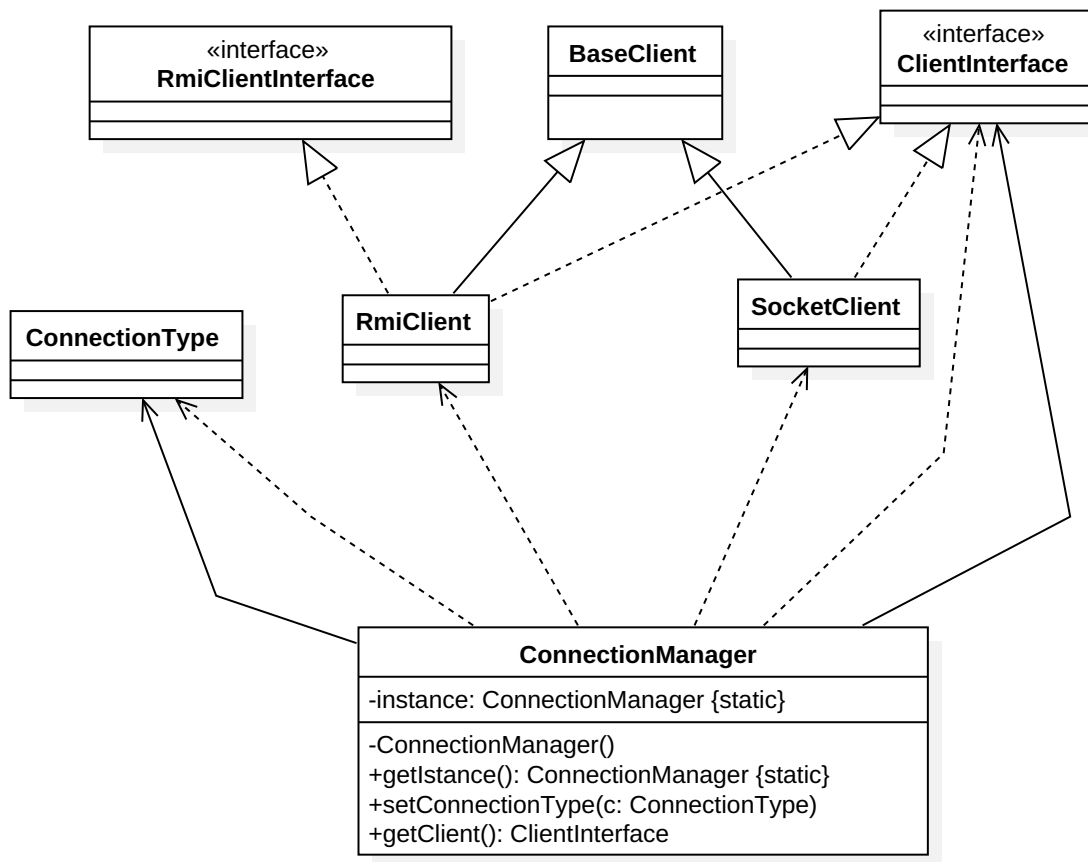 «interface»
RmiClientInterface
BaseClient
«interface»
ClientInterface
ConnectionType
RmiClient
SocketClient
ConnectionManager
-instance: ConnectionManager {static}
-ConnectionManager()
+getIstance(): ConnectionManager {static}
+setConnectionType(c: ConnectionType)
+getClient(): ClientInterface